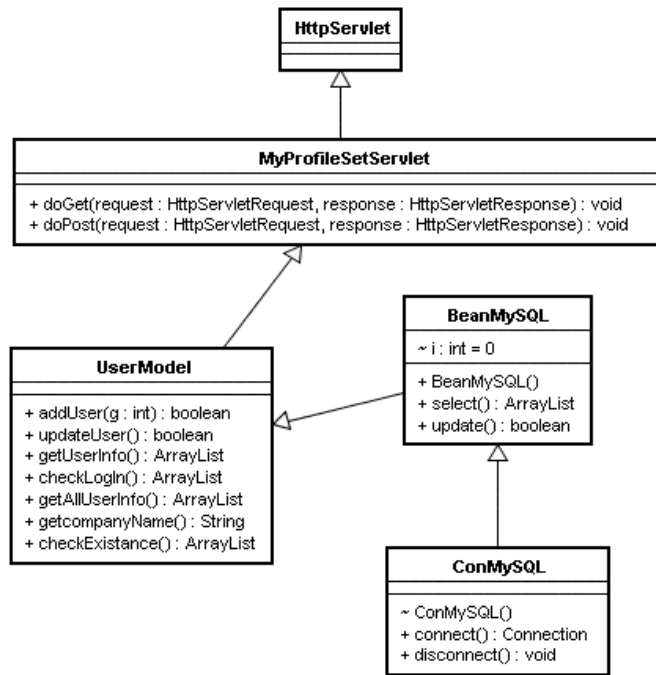 HttpServlet
MyProfileSetServlet
+ doGet(request : HttpServletRequest, response : HttpServletResponse) : void
+ doPost(request : HttpServletRequest, response : HttpServletResponse) : void
BeanMySQL
~ i : int = 0
+ BeanMySQL()
+ select() : ArrayList
+ update() : boolean
UserModel
+ addUser(g : int) : boolean
+ updateUser() : boolean
+ getUserInfo() : ArrayList
+ checkLogIn() : ArrayList
+ getAllUserInfo() : ArrayList
+ getcompanyName() : String
+ checkExistance() : ArrayList
ConMySQL
~ ConMySQL()
+ connect() : Connection
+ disconnect() : void